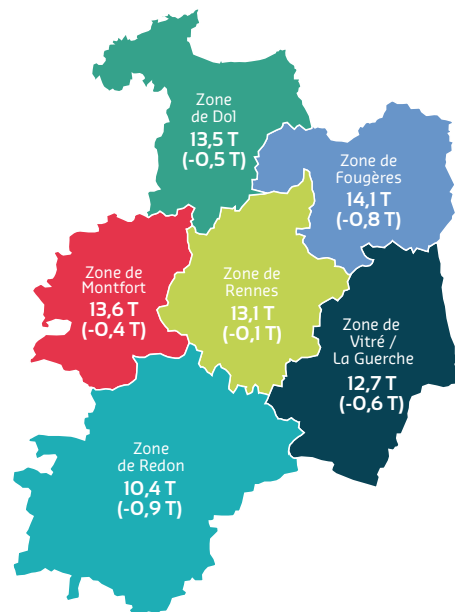 Zone
de Dol
13,5 T
(-0,5 T)
Zone de
Fougères
14,1 T
(-0,8 T)
Zone de
Montfort
13,6 T
(-0,4 T)
Zone de
Rennes
13,1 T
(-0,1 T)
Zone de
Vitré /
La Guerche
12,7 T
(-0,6 T)
Zone
de Redon
10,4 T
(-0,9 T)